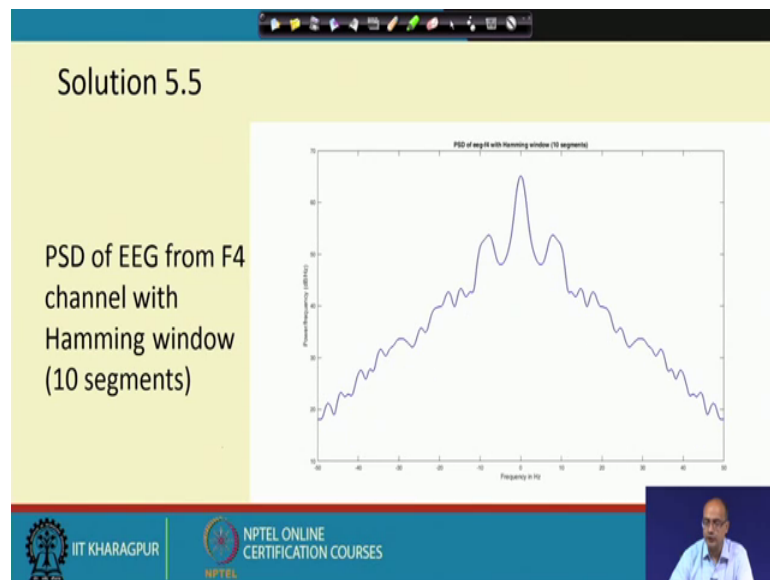 Solution 5.5
PSD of EEG from F4
channel with
Hamming window
(10 segments)
PSD of eeg-f4 with Hamming window (10 segments)
70
60
50
40
30
20
10
Power/frequency (dB/Hz)
-50 -40 -30 -20 -10 0 10 20 30 40 50
Frequency in Hz
IIT KHARAGPUR
NPTEL
NPTEL ONLINE
CERTIFICATION COURSES